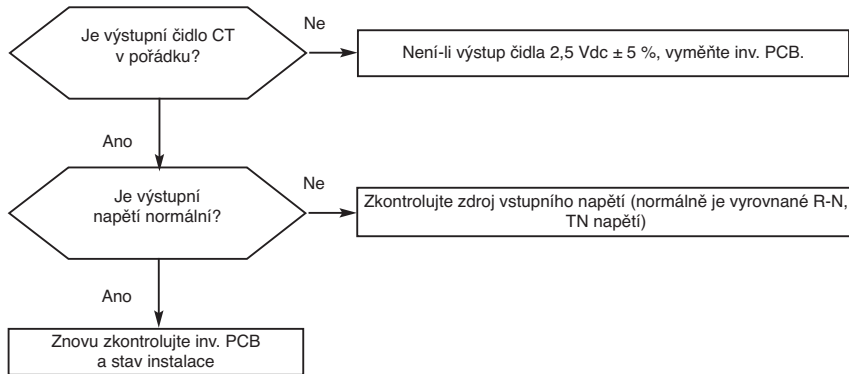 Je výstupní čidlo CT
v pořádku?
Ne
Není-li výstup čidla 2,5 Vdc ± 5 %, vyměňte inv. PCB.
Ano
Je výstupní
napětí normální?
Ne
Zkontrolujte zdroj vstupního napětí (normálně je vyrovnané R-N,
TN napětí)
Ano
Znovu zkontrolujte inv. PCB
a stav instalace